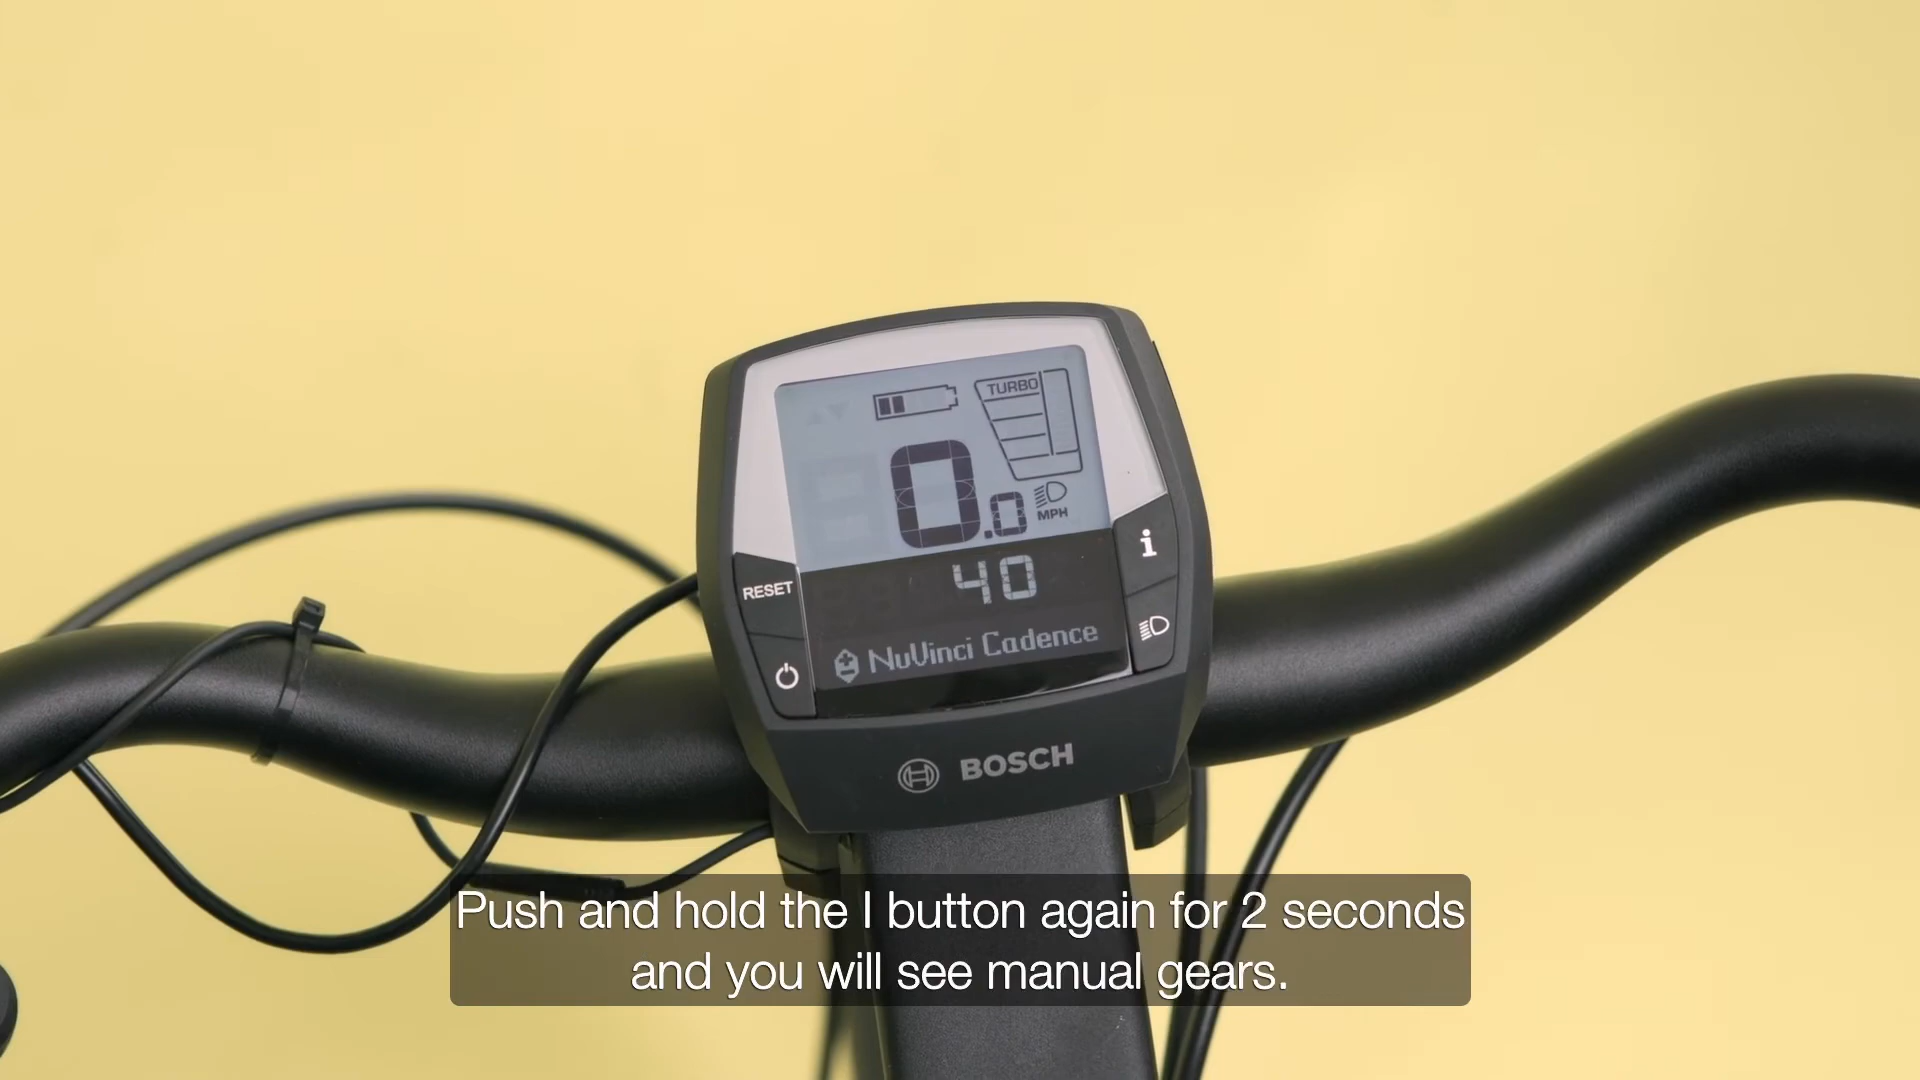 TURBO
0.0
MPH
i
40
RESET
NuVinci Cadence
BOSCH
Push and hold the I button again for 2 seconds
and you will see manual gears.